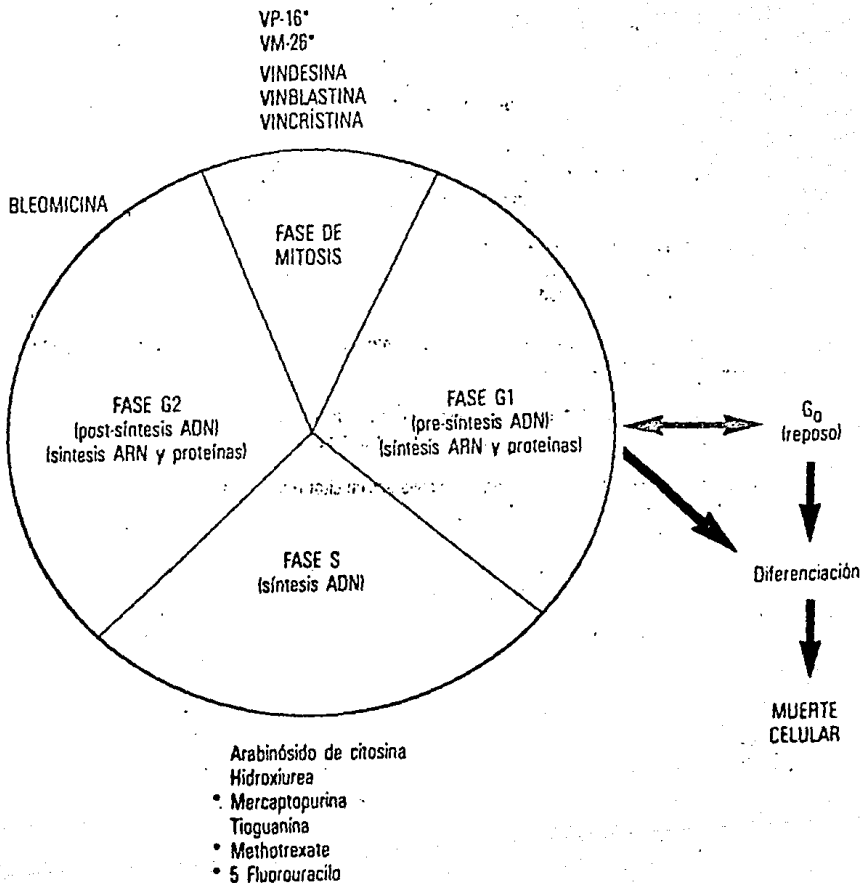 VP-16*
VM-26*
VINDESINA
VINBLASTINA
VINCRÍSTINA
BLEOMICINA
FASE DE
MITOSIS
FASE G2
(post-síntesis ADN)
(síntesis ARN y proteínas)
FASE G1
(pre-síntesis ADN)
(síntesis ARN y proteínas)
G0
(reposo)
FASE S
(síntesis ADN)
Diferenciación
MUERTE
CELULAR
Arabinósido de citosina
Hidroxiurea
* Mercaptopurina
Tioguanina
* Methotrexate
* 5 Fluorouracilo